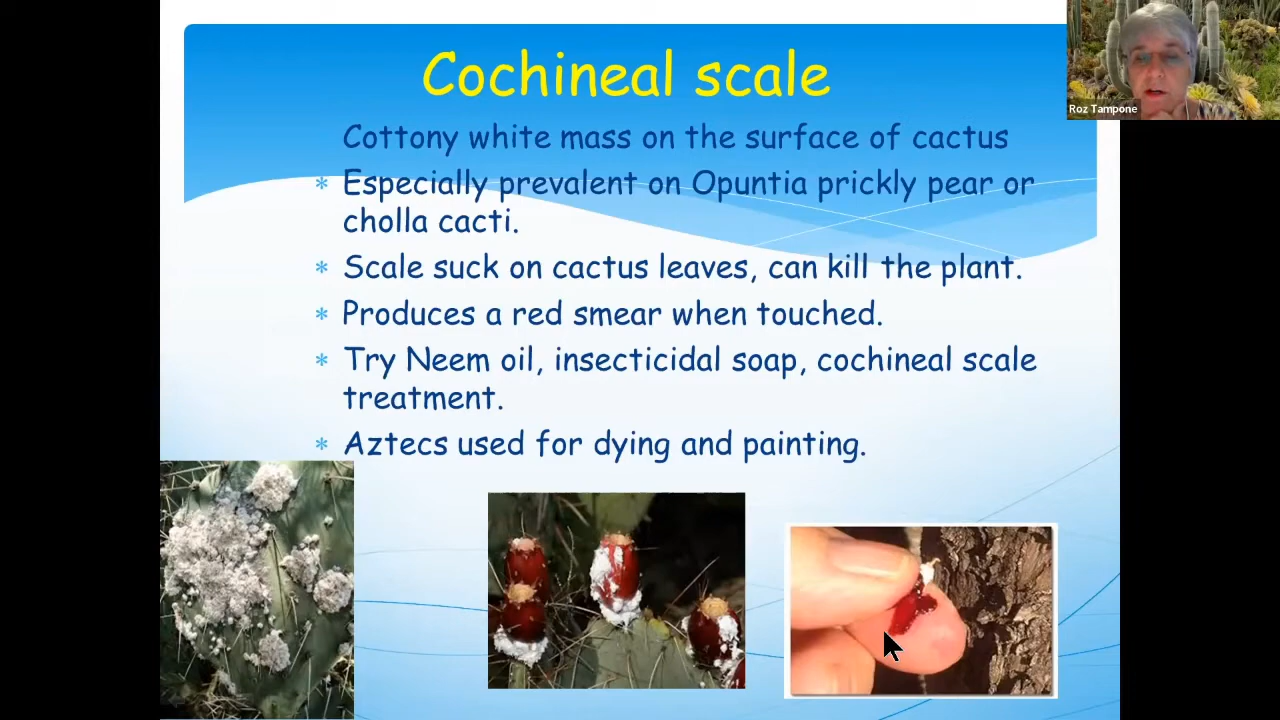 Cochineal scale
Roz Tampone
Cottony white mass on the surface of cactus
* Especially prevalent on Opuntia prickly pear or
cholla cacti.
* Scale suck on cactus leaves, can kill the plant.
* Produces a red smear when touched.
* Try Neem oil, insecticidal soap, cochineal scale
treatment.
* Aztecs used for dying and painting.